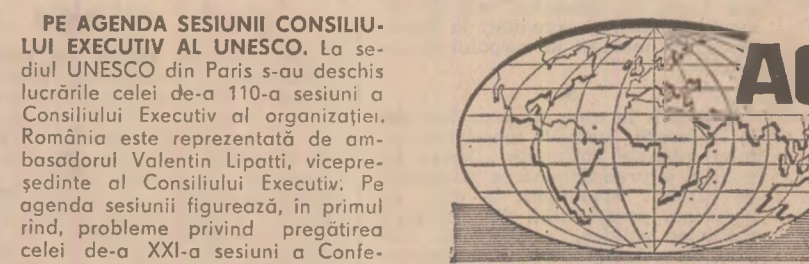 PE AGENDA SESIUNII CONSILIU-
LUI EXECUTIV AL UNESCO. La se-
diul UNESCO din Paris s-au deschis
lucrările celei de-a 110-a sesiuni a
Consiliului Executiv al organizației.
România este reprezentată de am-
basadorul Valentin Lipatti, vicepre-
ședinte al Consiliului Executiv. Pe
agenda sesiunii figurează, în primul
rînd, probleme privind pregătirea
celei de-a XXI-a sesiuni a Confe-